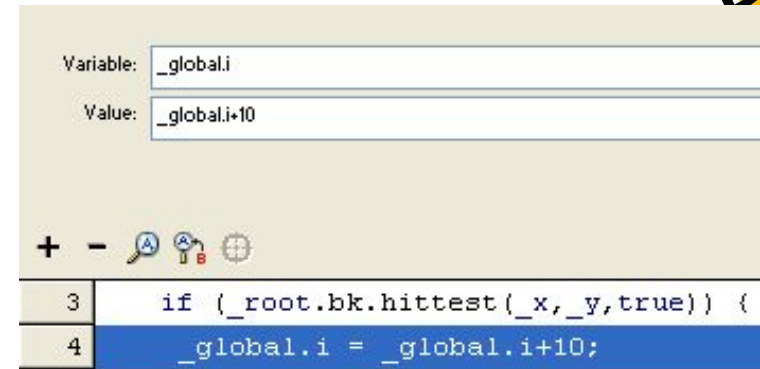 Variable: _global.i
Value: _global.i+10
+ - A A B
3 if (_root.bk.hittest(_x,_y,true)) {
4 _global.i = _global.i+10;